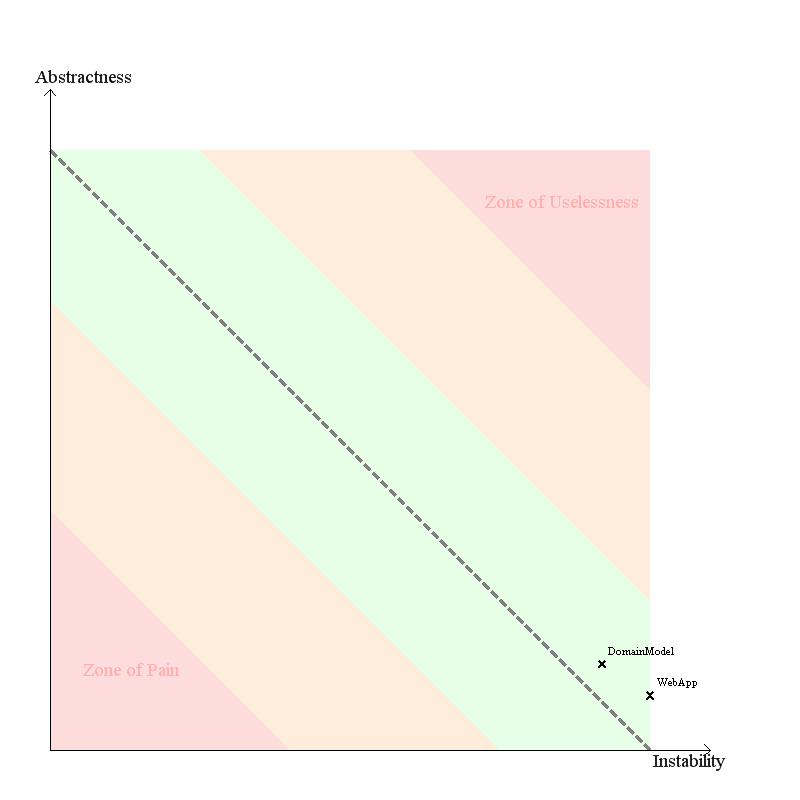 Abstractness
Zone of Uselessness
DomainModel
Zone of Pain
WebApp
Instability